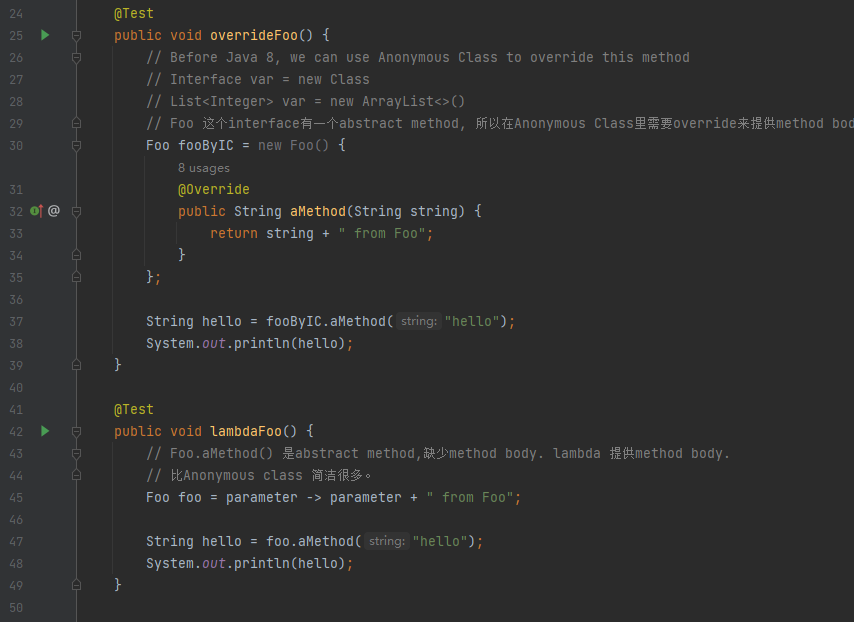 24 @Test
25 public void overrideFoo() {
26 // Before Java 8, we can use Anonymous Class to override this method
27 // Interface var = new Class
28 // List<Integer> var = new ArrayList<>()
29 // Foo 这个interface有一个abstract method, 所以在Anonymous Class里需要override来提供method bod
30 Foo fooByIC = new Foo() {
8 usages
31 @Override
32 @ public String aMethod(String string) {
33 return string + " from Foo";
34 }
35 };
36
37 String hello = fooByIC.aMethod( string: "hello");
38 System.out.println(hello);
39 }
40
41 @Test
42 public void lambdaFoo() {
43 // Foo.aMethod() 是abstract method,缺少method body. lambda 提供method body.
44 // 比Anonymous class 简洁很多。
45 Foo foo = parameter -> parameter + " from Foo";
46
47 String hello = foo.aMethod( string: "hello");
48 System.out.println(hello);
49 }
50